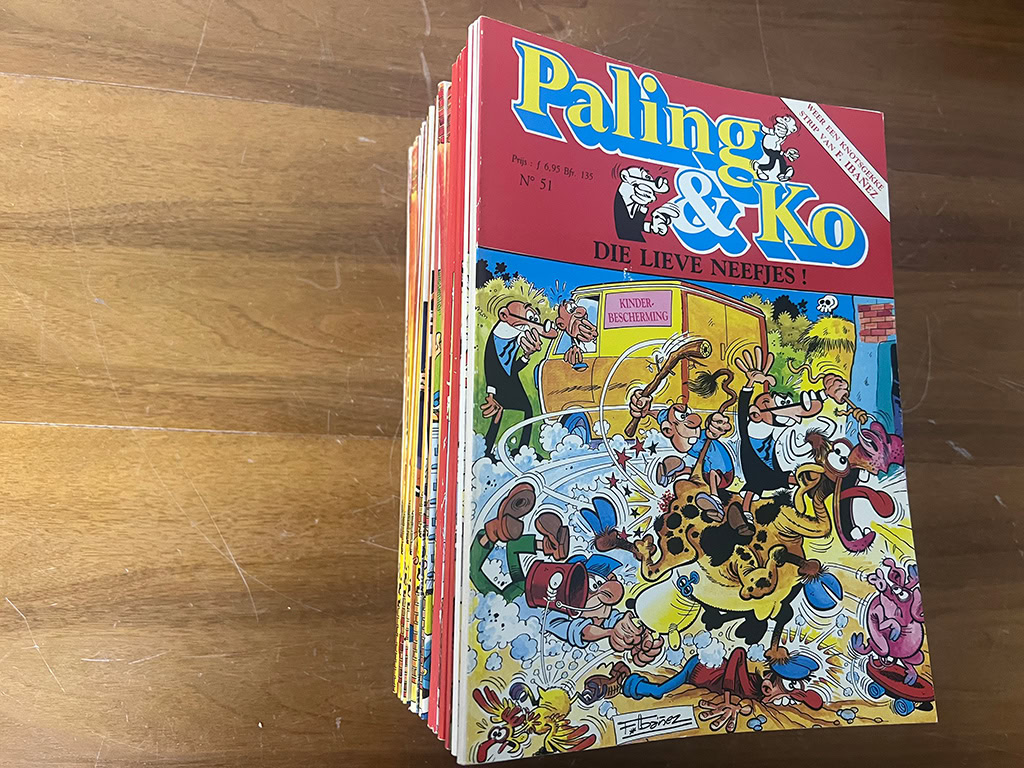 Paling
& Ko
WEER EEN KNOTSGEKKE
STRIP VAN F. IBAÑEZ
Prijs : f 6,95 Bfr. 135
N° 51
DIE LIEVE NEEFJES !
KINDER-
BESCHERMING
F. Ibáñez